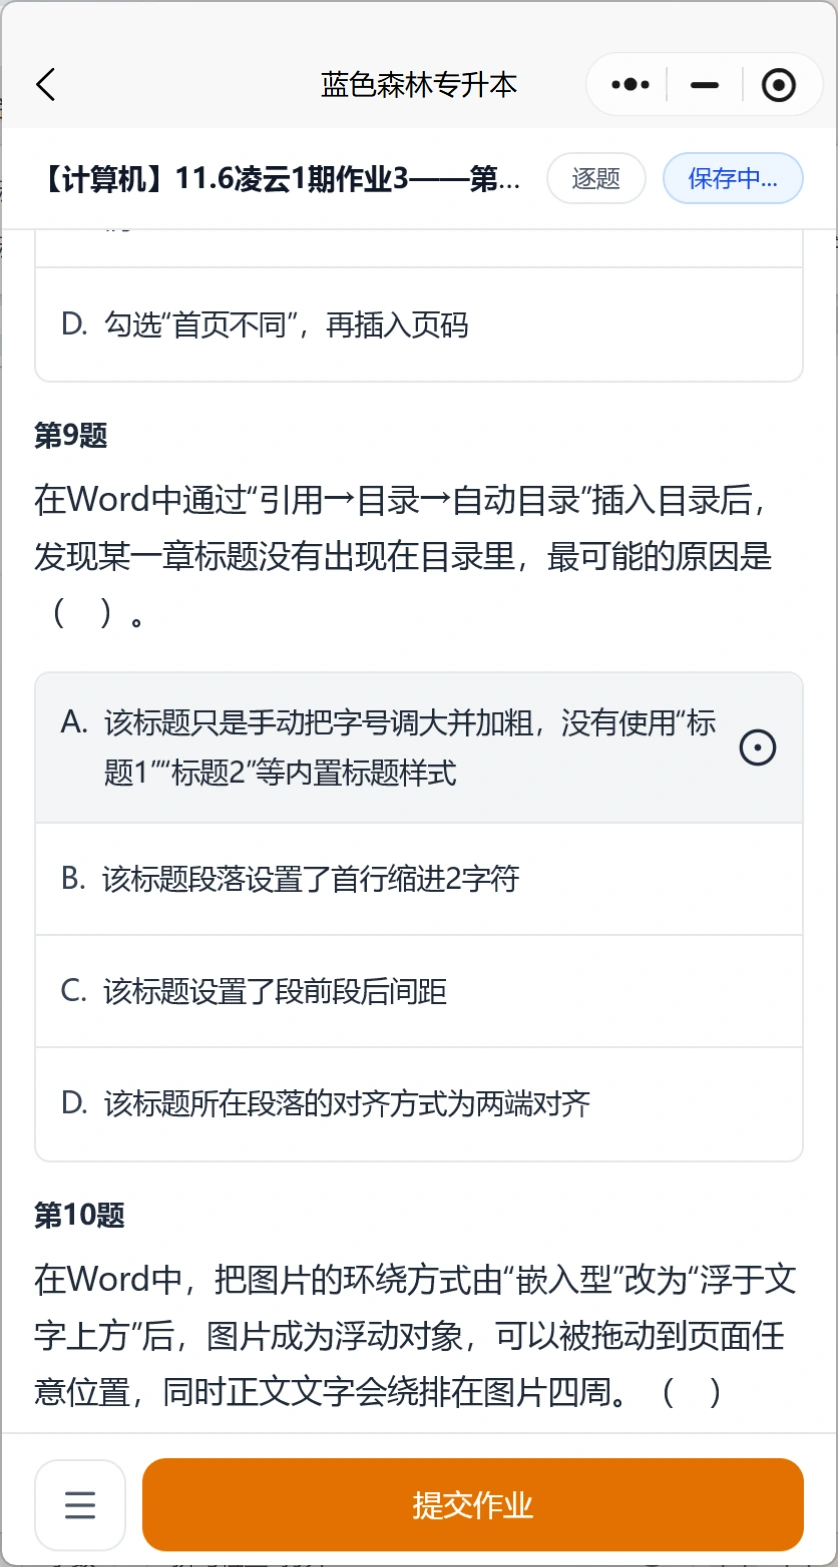 蓝色森林专升本
【计算机】11.6凌云1期作业3——第...
逐题
保存中...
D. 勾选“首页不同”，再插入页码
第9题
在Word中通过“引用→目录→自动目录”插入目录后，
发现某一章标题没有出现在目录里，最可能的原因是
（　）。
A. 该标题只是手动把字号调大并加粗，没有使用“标
题1”“标题2”等内置标题样式
B. 该标题段落设置了首行缩进2字符
C. 该标题设置了段前段后间距
D. 该标题所在段落的对齐方式为两端对齐
第10题
在Word中，把图片的环绕方式由“嵌入型”改为“浮于文
字上方”后，图片成为浮动对象，可以被拖动到页面任
意位置，同时正文文字会绕排在图片四周。（　）
提交作业